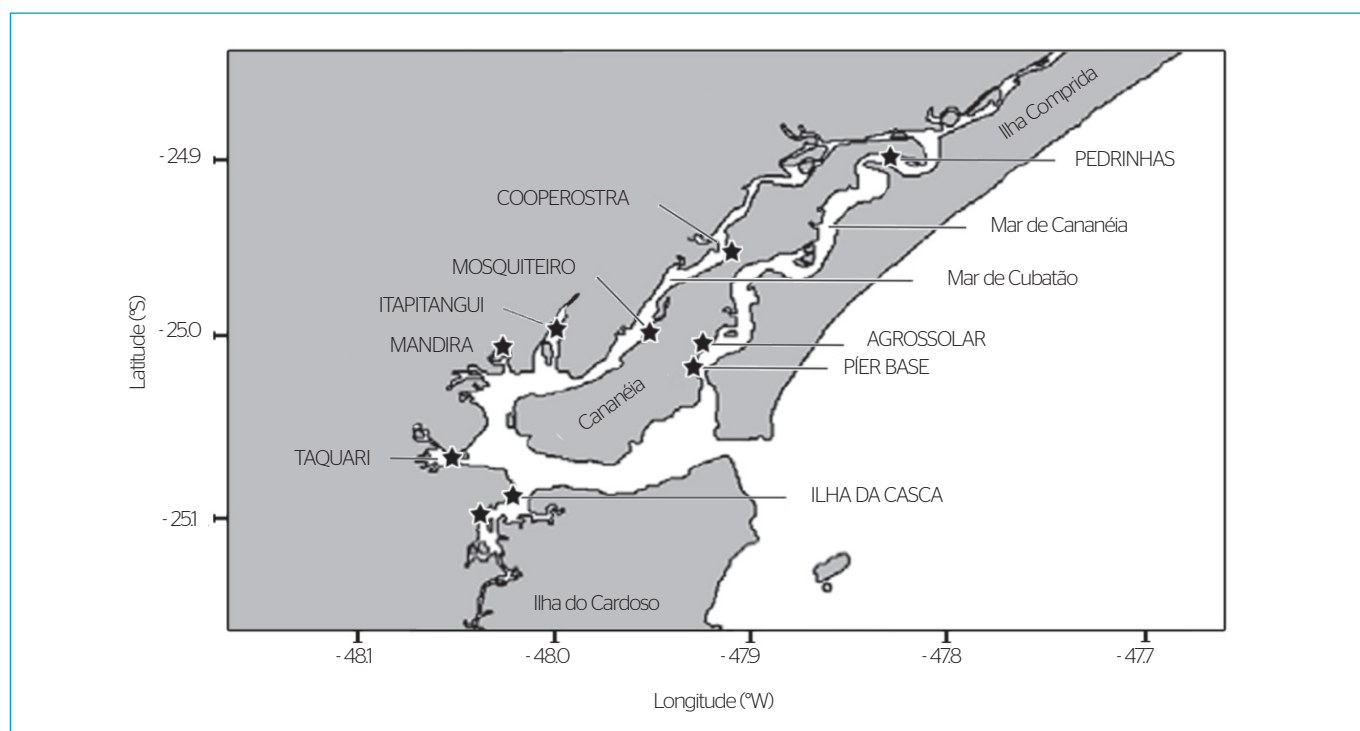 Ilha Comprida
- 24.9
PEDRINHAS
COOPEROSTRA
Mar de Cananéia
MOSQUITEIRO
Mar de Cubatão
ITAPITANGUI
- 25.0
MANDIRA
AGROSSOLAR
PÍER BASE
Latitude (°S)
Cananéia
TAQUARI
ILHA DA CASCA
- 25.1
Ilha do Cardoso
- 48.1
- 48.0
- 47.9
- 47.8
- 47.7
Longitude (°W)